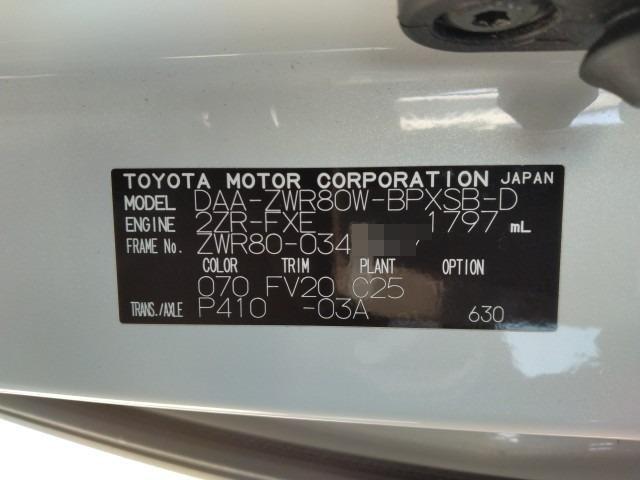 TOYOTA MOTOR CORPORATION JAPAN
MODEL DAA-ZWR80W-BPXSB-D
ENGINE 2ZR-FXE 1797 mL
FRAME No. ZWR80-034
COLOR TRIM PLANT OPTION
070 FV20 C25
TRANS./AXLE P410 -03A 630